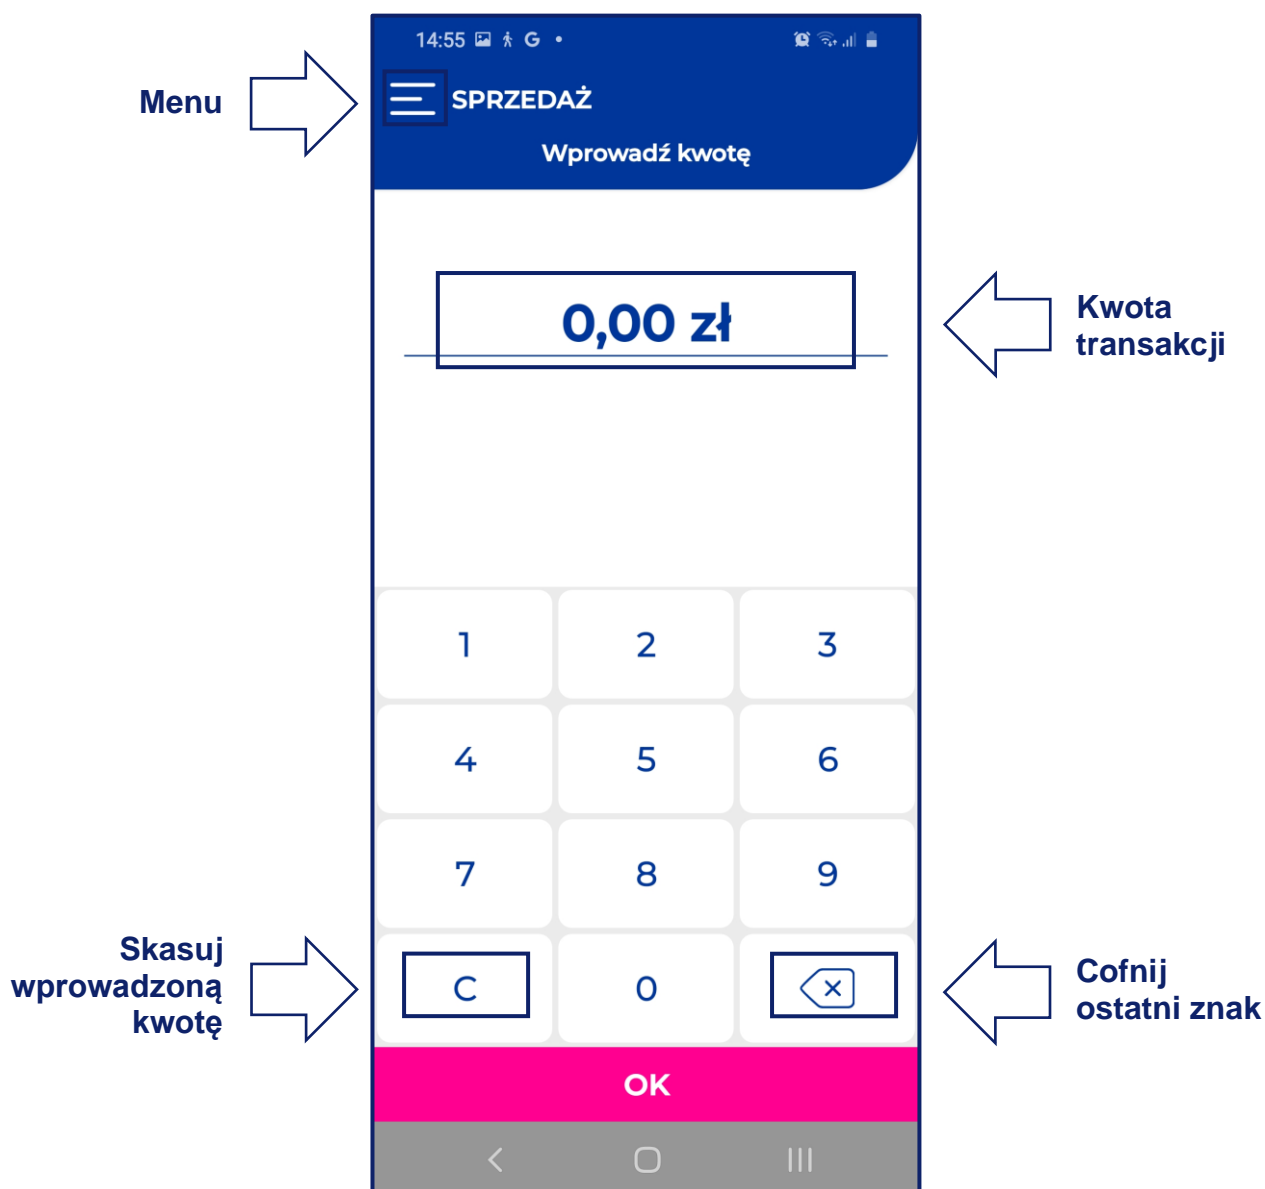 14:55 G
Menu
SPRZEDAŻ
Wprowadź kwotę
0,00 zł
Kwota
transakcji
1 2 3
4 5 6
7 8 9
Skasuj
wprowadzoną
kwotę
C 0
Cofnij
ostatni znak
OK